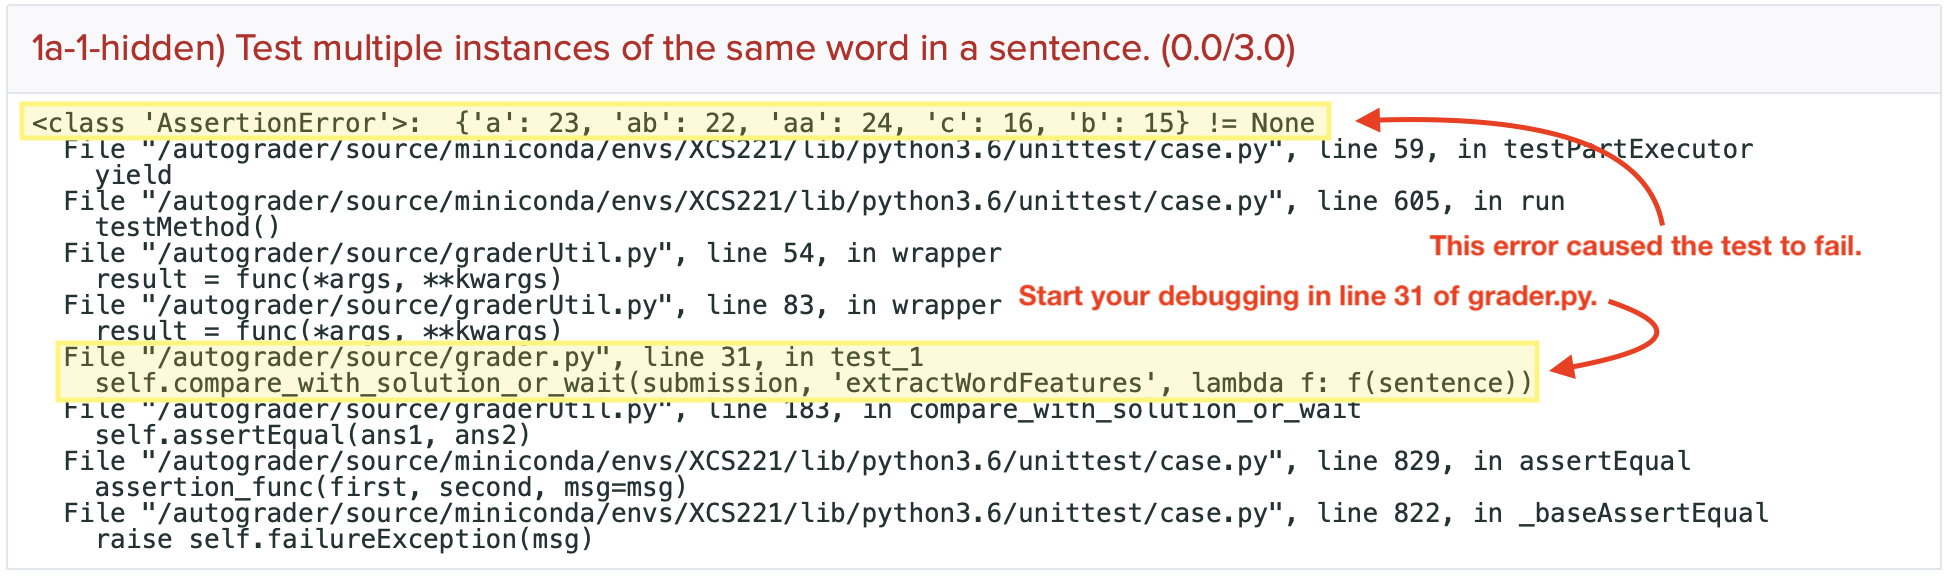 1a-1-hidden) Test multiple instances of the same word in a sentence. (0.0/3.0)
<class 'AssertionError'>:  {'a': 23, 'ab': 22, 'aa': 24, 'c': 16, 'b': 15} != None
  File "/autograder/source/miniconda/envs/XCS221/lib/python3.6/unittest/case.py", line 59, in testPartExecutor
    yield
  File "/autograder/source/miniconda/envs/XCS221/lib/python3.6/unittest/case.py", line 605, in run
    testMethod()
This error caused the test to fail.
  File "/autograder/source/graderUtil.py", line 54, in wrapper
    result = func(*args, **kwargs)
Start your debugging in line 31 of grader.py.
  File "/autograder/source/graderUtil.py", line 83, in wrapper
    result = func(*args, **kwargs)
  File "/autograder/source/grader.py", line 31, in test_1
    self.compare_with_solution_or_wait(submission, 'extractWordFeatures', lambda f: f(sentence))
  File "/autograder/source/graderUtil.py", line 183, in compare_with_solution_or_wait
    self.assertEqual(ans1, ans2)
  File "/autograder/source/miniconda/envs/XCS221/lib/python3.6/unittest/case.py", line 829, in assertEqual
    assertion_func(first, second, msg=msg)
  File "/autograder/source/miniconda/envs/XCS221/lib/python3.6/unittest/case.py", line 822, in _baseAssertEqual
    raise self.failureException(msg)